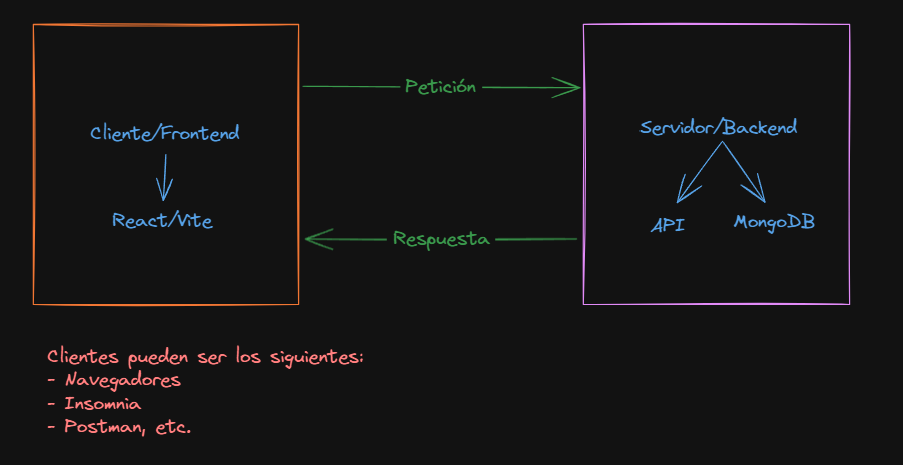 Petición
Cliente/Frontend
Servidor/Backend
React/Vite
API
MongoDB
Respuesta
Clientes pueden ser los siguientes:
- Navegadores
- Insomnia
- Postman, etc.